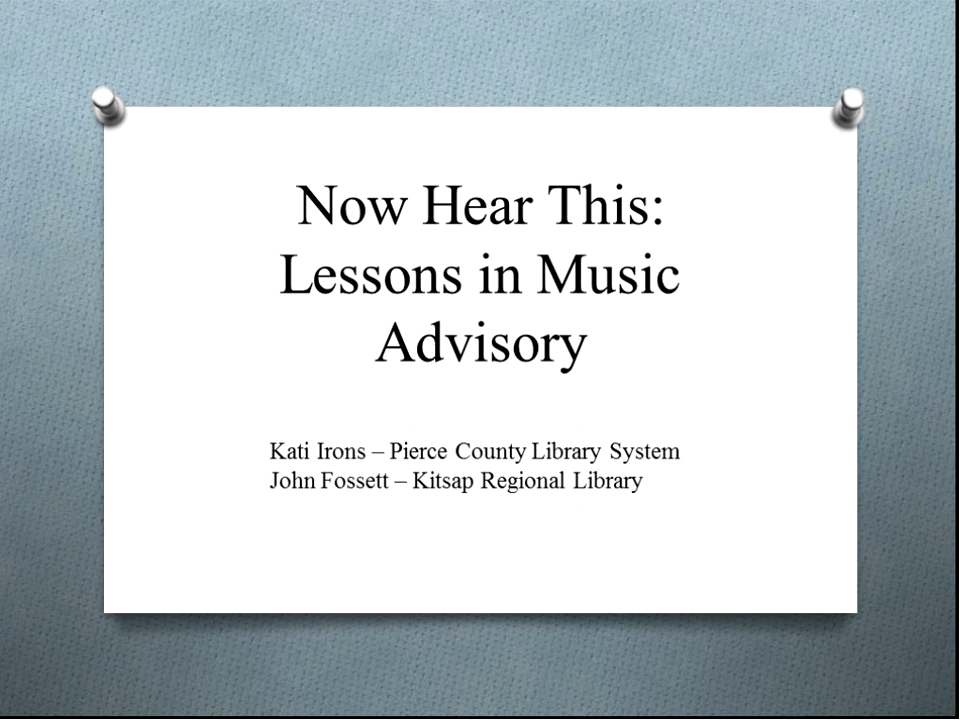 Now Hear This:
Lessons in Music
Advisory
Kati Irons – Pierce County Library System
John Fossett – Kitsap Regional Library